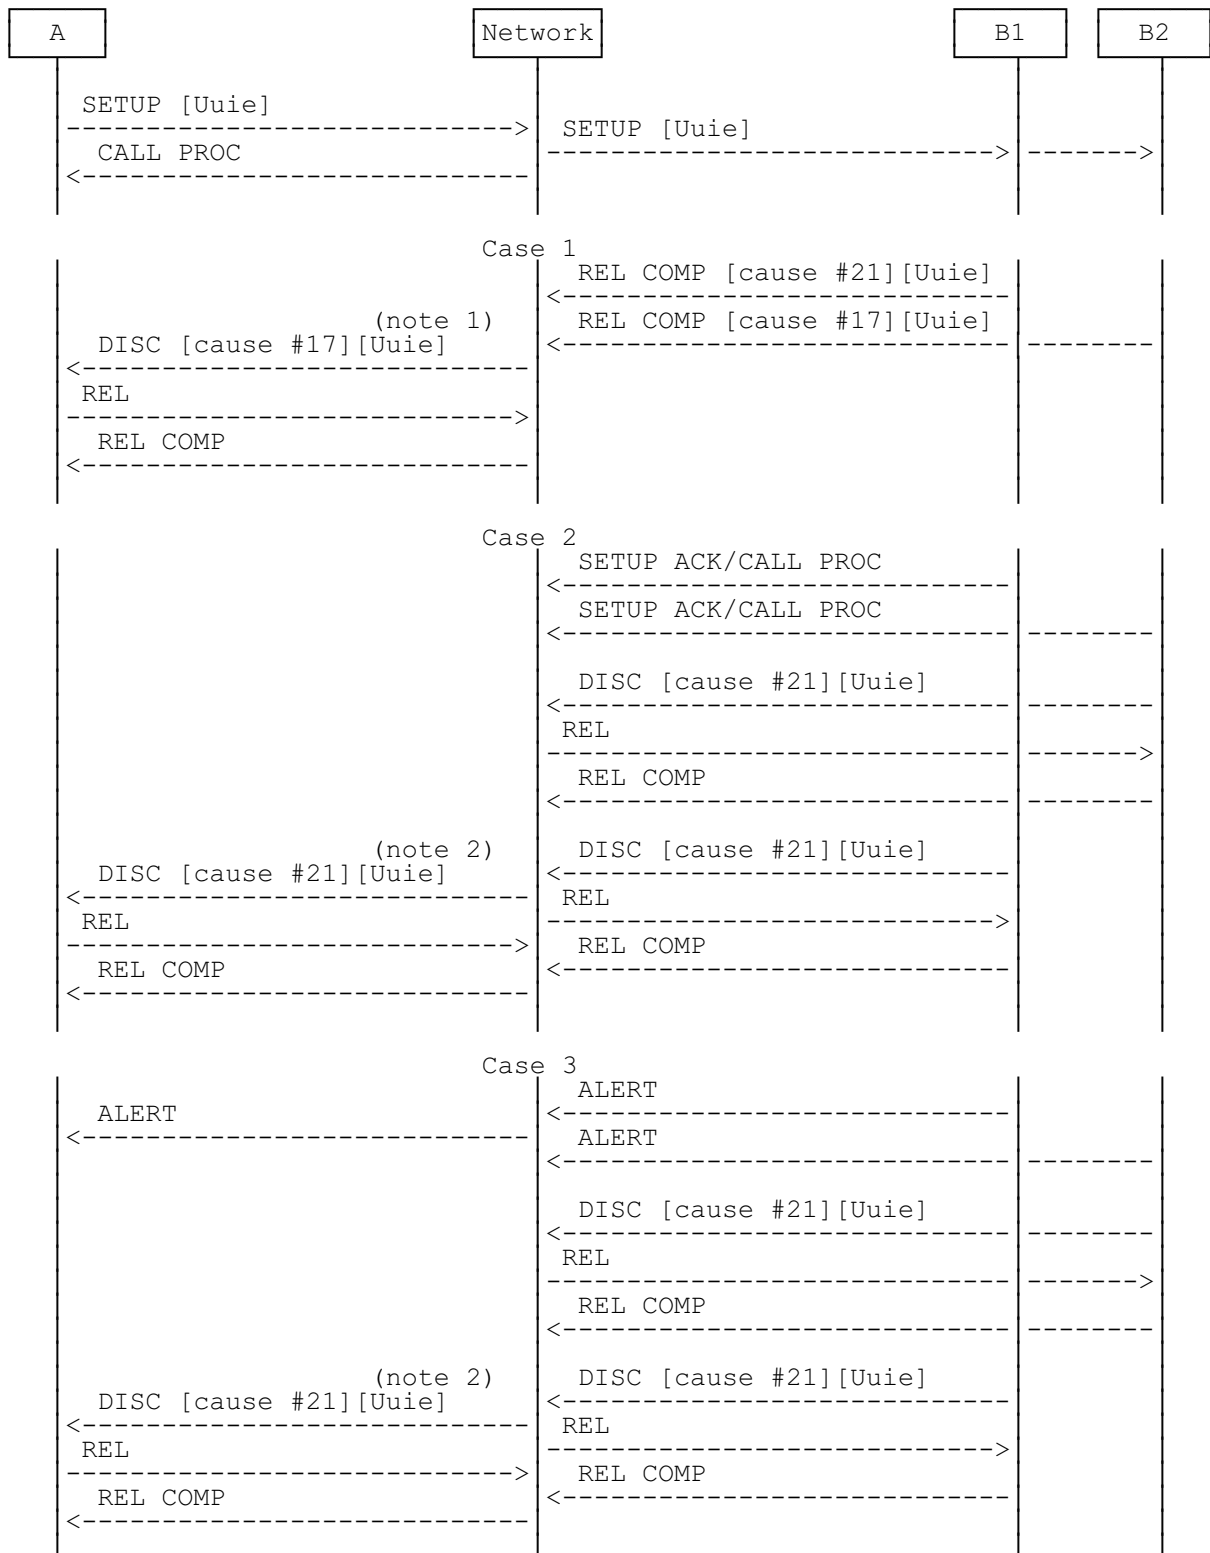 A Network B1 B2
SETUP [Uuie]
SETUP [Uuie]
CALL PROC
Case 1
REL COMP [cause #21][Uuie]
(note 1) REL COMP [cause #17][Uuie]
DISC [cause #17][Uuie]
REL
REL COMP
Case 2
SETUP ACK/CALL PROC
SETUP ACK/CALL PROC
DISC [cause #21][Uuie]
REL
REL COMP
(note 2) DISC [cause #21][Uuie]
DISC [cause #21][Uuie]
REL
REL
REL COMP
REL COMP
Case 3
ALERT
ALERT
ALERT
DISC [cause #21][Uuie]
REL
REL COMP
(note 2) DISC [cause #21][Uuie]
DISC [cause #21][Uuie]
REL
REL
REL COMP
REL COMP